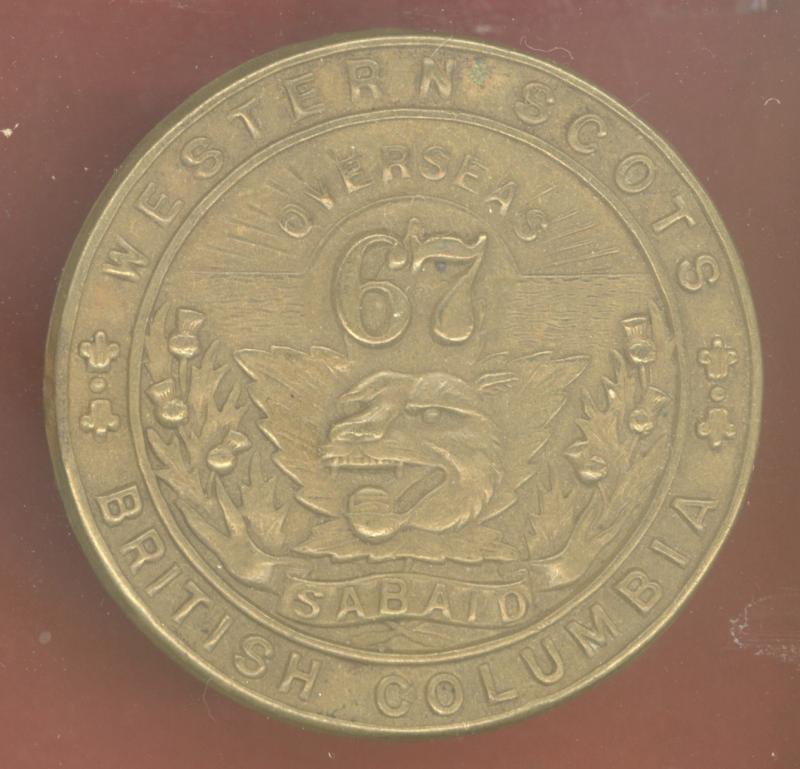 WESTERN SCOTS
OVERSEAS
67
SABAID
BRITISH COLUMBIA